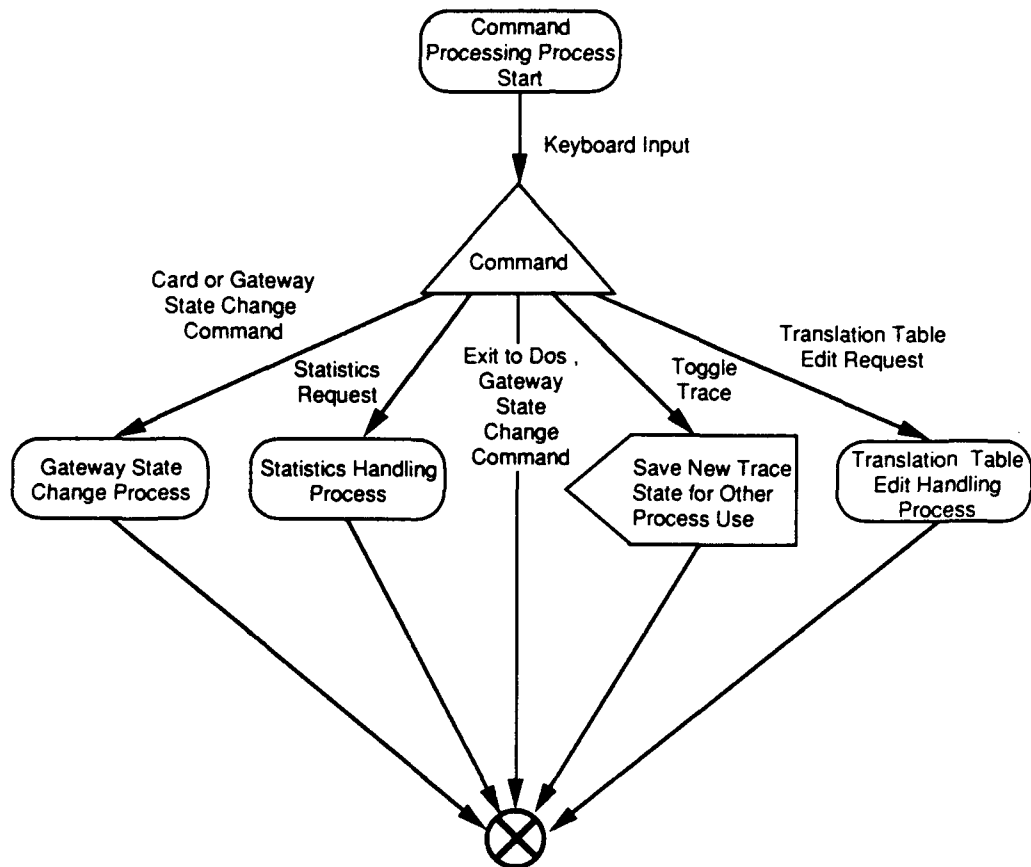 Command
Processing Process
Start
Keyboard Input
Command
Card or Gateway
State Change
Command
Statistics
Request
Exit to Dos ,
Gateway
State
Change
Command
Toggle
Trace
Translation Table
Edit Request
Gateway State
Change Process
Statistics Handling
Process
Save New Trace
State for Other
Process Use
Translation Table
Edit Handling
Process